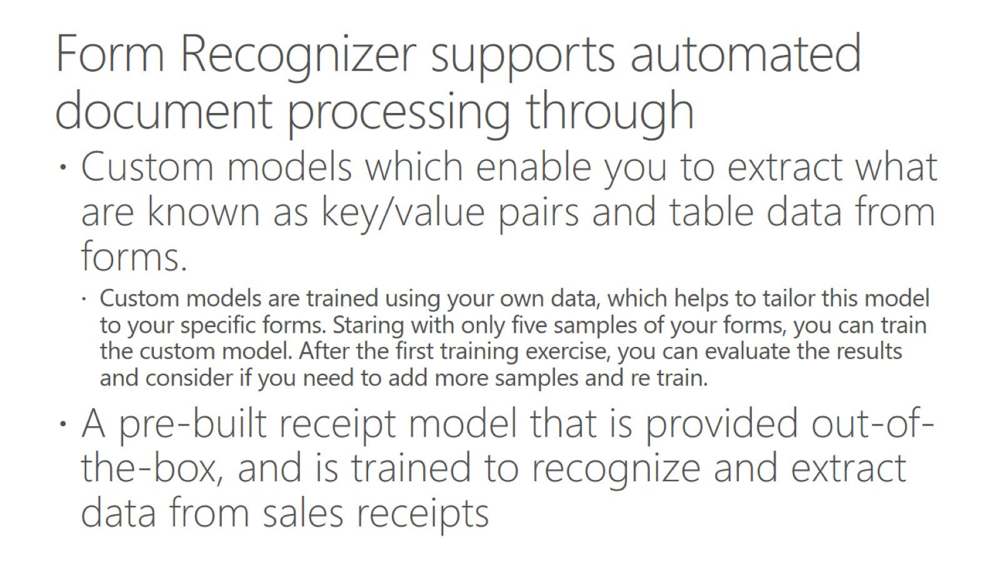 Form Recognizer supports automated
document processing through
• Custom models which enable you to extract what
are known as key/value pairs and table data from
forms.
• Custom models are trained using your own data, which helps to tailor this model
to your specific forms. Staring with only five samples of your forms, you can train
the custom model. After the first training exercise, you can evaluate the results
and consider if you need to add more samples and re train.
• A pre-built receipt model that is provided out-of-
the-box, and is trained to recognize and extract
data from sales receipts